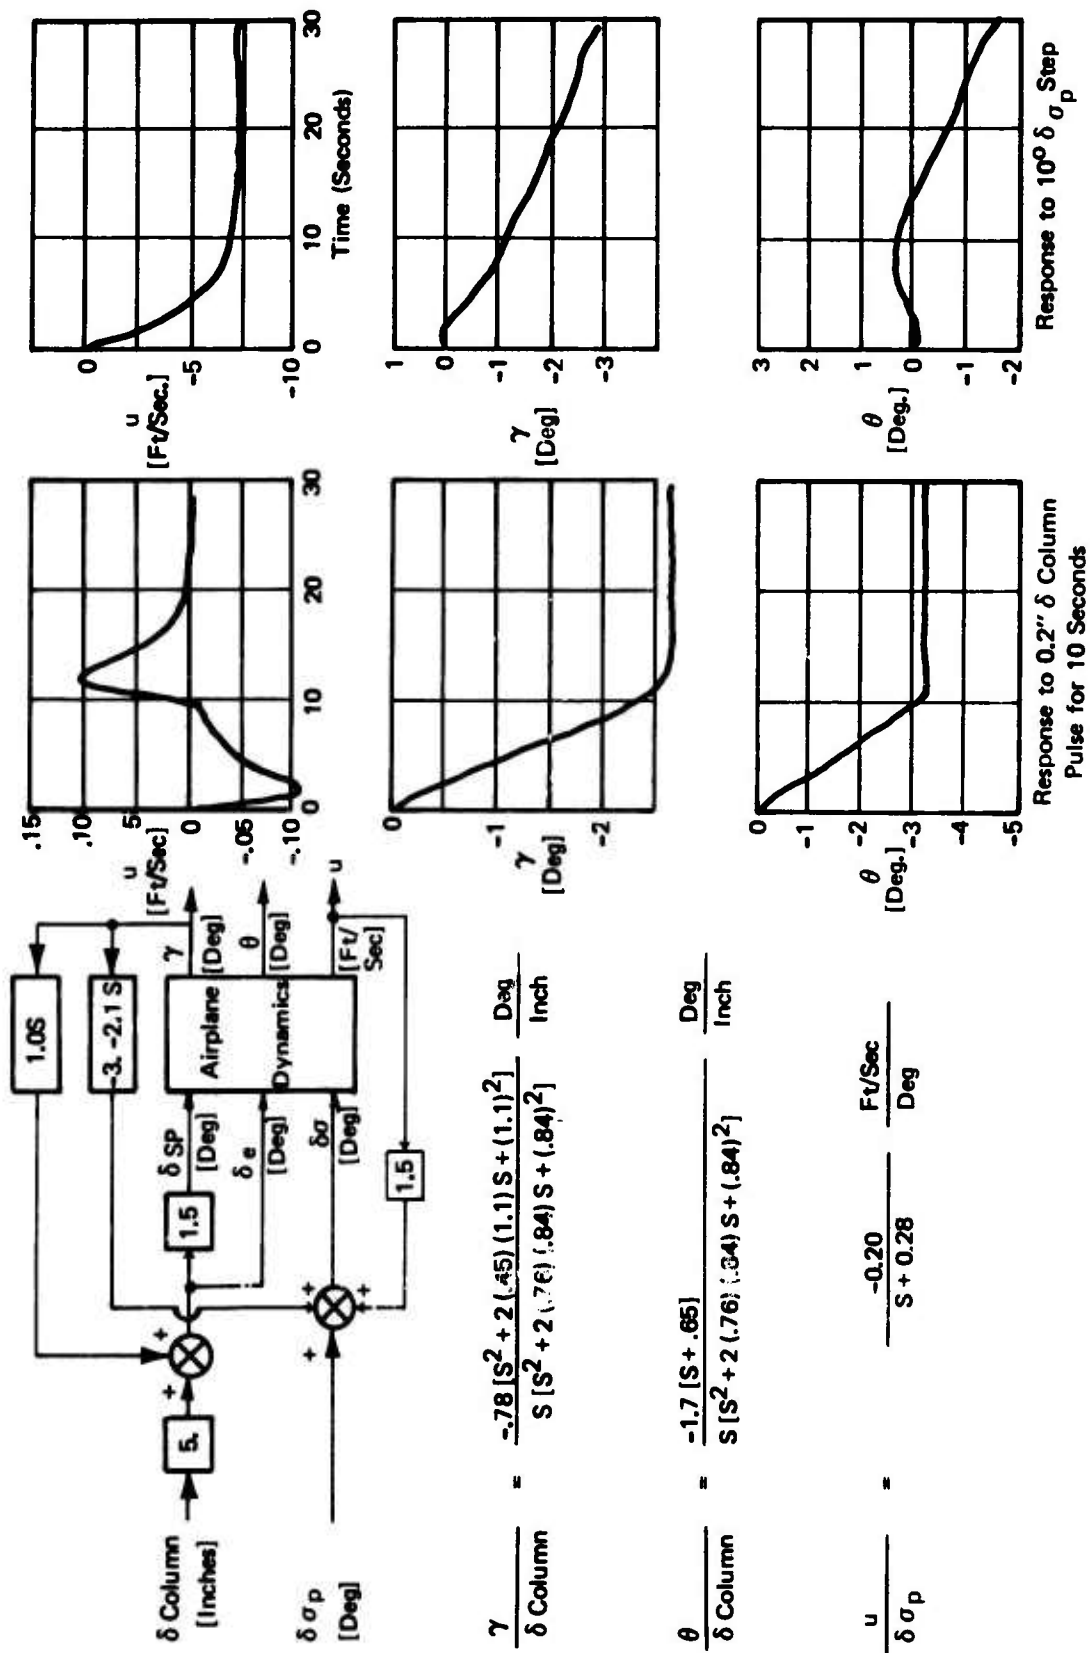 δ Column
[Inches]
5.
+
+
1.5
δ SP
[Deg]
δ e
[Deg]
δσ
[Deg]
δ σ p
[Deg]
+
+
+
1.0S
-3. -2.1 S
Airplane
Dynamics
γ
[Deg]
θ
[Deg]
[Ft/
Sec]
u
1.5
γ
δ Column
=
-.78 [S2 + 2 (.45) (1.1) S + (1.1)2]
S [S2 + 2 (.76) (.84) S + (.84)2]
Deg
Inch
θ
δ Column
=
-1.7 [S + .65]
S [S2 + 2 (.76) (.84) S + (.84)2]
Deg
Inch
u
δ σ p
=
-0.20
S + 0.28
Ft/Sec
Deg
u
[Ft/Sec]
.15
.10
5
0
-.05
-.10
0
10
20
30
γ
[Deg]
0
-1
-2
θ
[Deg.]
0
-1
-2
-3
-4
-5
Response to 0.2" δ Column
Pulse for 10 Seconds
u
[Ft/Sec.]
0
-5
-10
0
10
20
30
Time (Seconds)
γ
[Deg]
1
0
-1
-2
-3
θ
[Deg.]
3
2
1
0
-1
-2
Response to 10° δ σ p Step